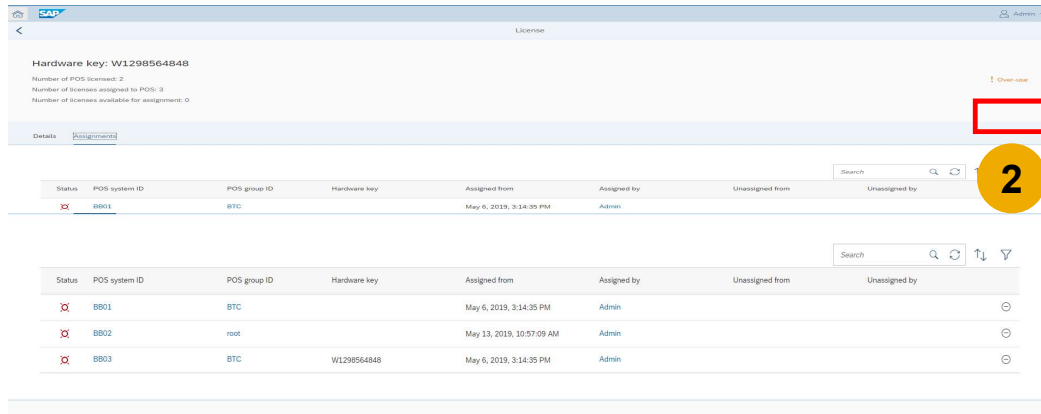 SAP Admin
License
Hardware key: W1298564848
Number of POS licensed: 2
! Over-use
Number of licenses assigned to POS: 3
Number of licenses available for assignment: 0
Details Assignments
Search
2
Status POS system ID POS group ID Hardware key Assigned from Assigned by Unassigned from Unassigned by
BB01 BTC May 6, 2019, 3:14:35 PM Admin
Search
Status POS system ID POS group ID Hardware key Assigned from Assigned by Unassigned from Unassigned by
BB01 BTC May 6, 2019, 3:14:35 PM Admin
BB02 root May 13, 2019, 10:57:09 AM Admin
BB03 BTC W1298564848 May 6, 2019, 3:14:35 PM Admin